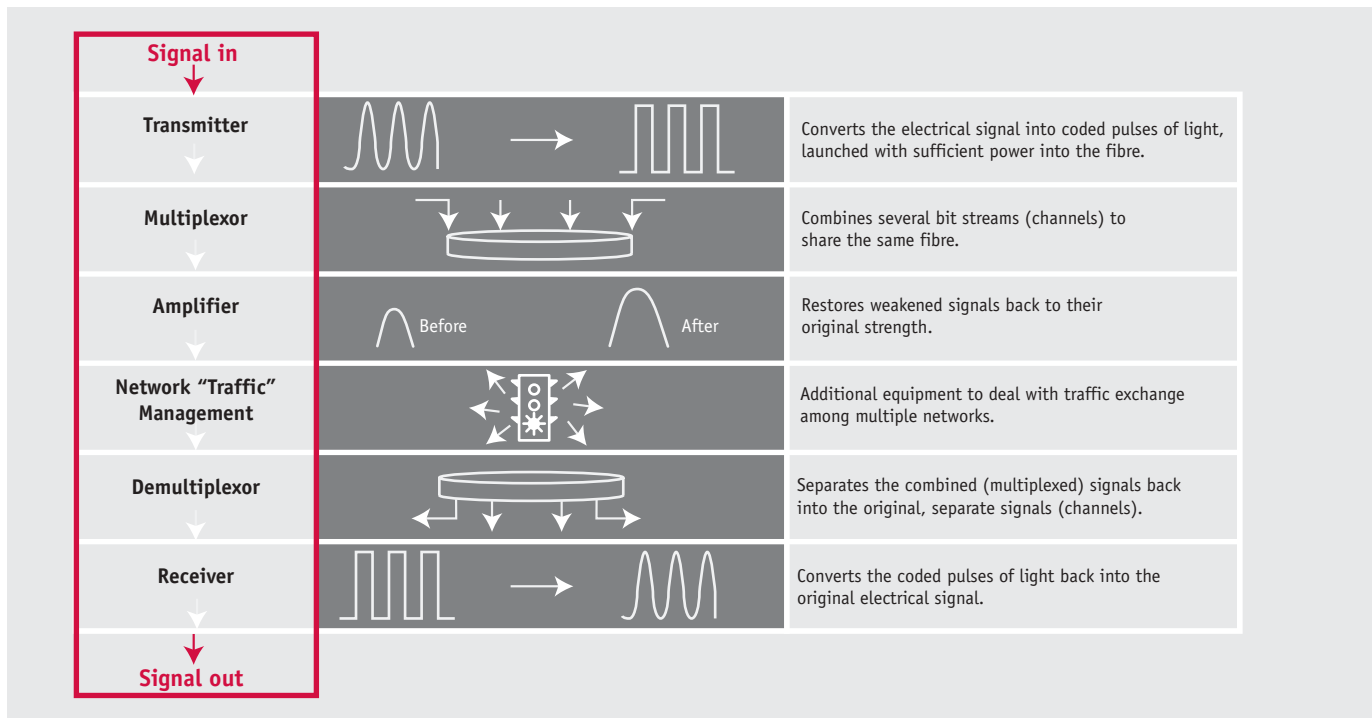 Signal in
Transmitter
Converts the electrical signal into coded pulses of light,
launched with sufficient power into the fibre.
Multiplexor
Combines several bit streams (channels) to
share the same fibre.
Amplifier
Before
After
Restores weakened signals back to their
original strength.
Network “Traffic”
Management
Additional equipment to deal with traffic exchange
among multiple networks.
Demultiplexor
Separates the combined (multiplexed) signals back
into the original, separate signals (channels).
Receiver
Converts the coded pulses of light back into the
original electrical signal.
Signal out